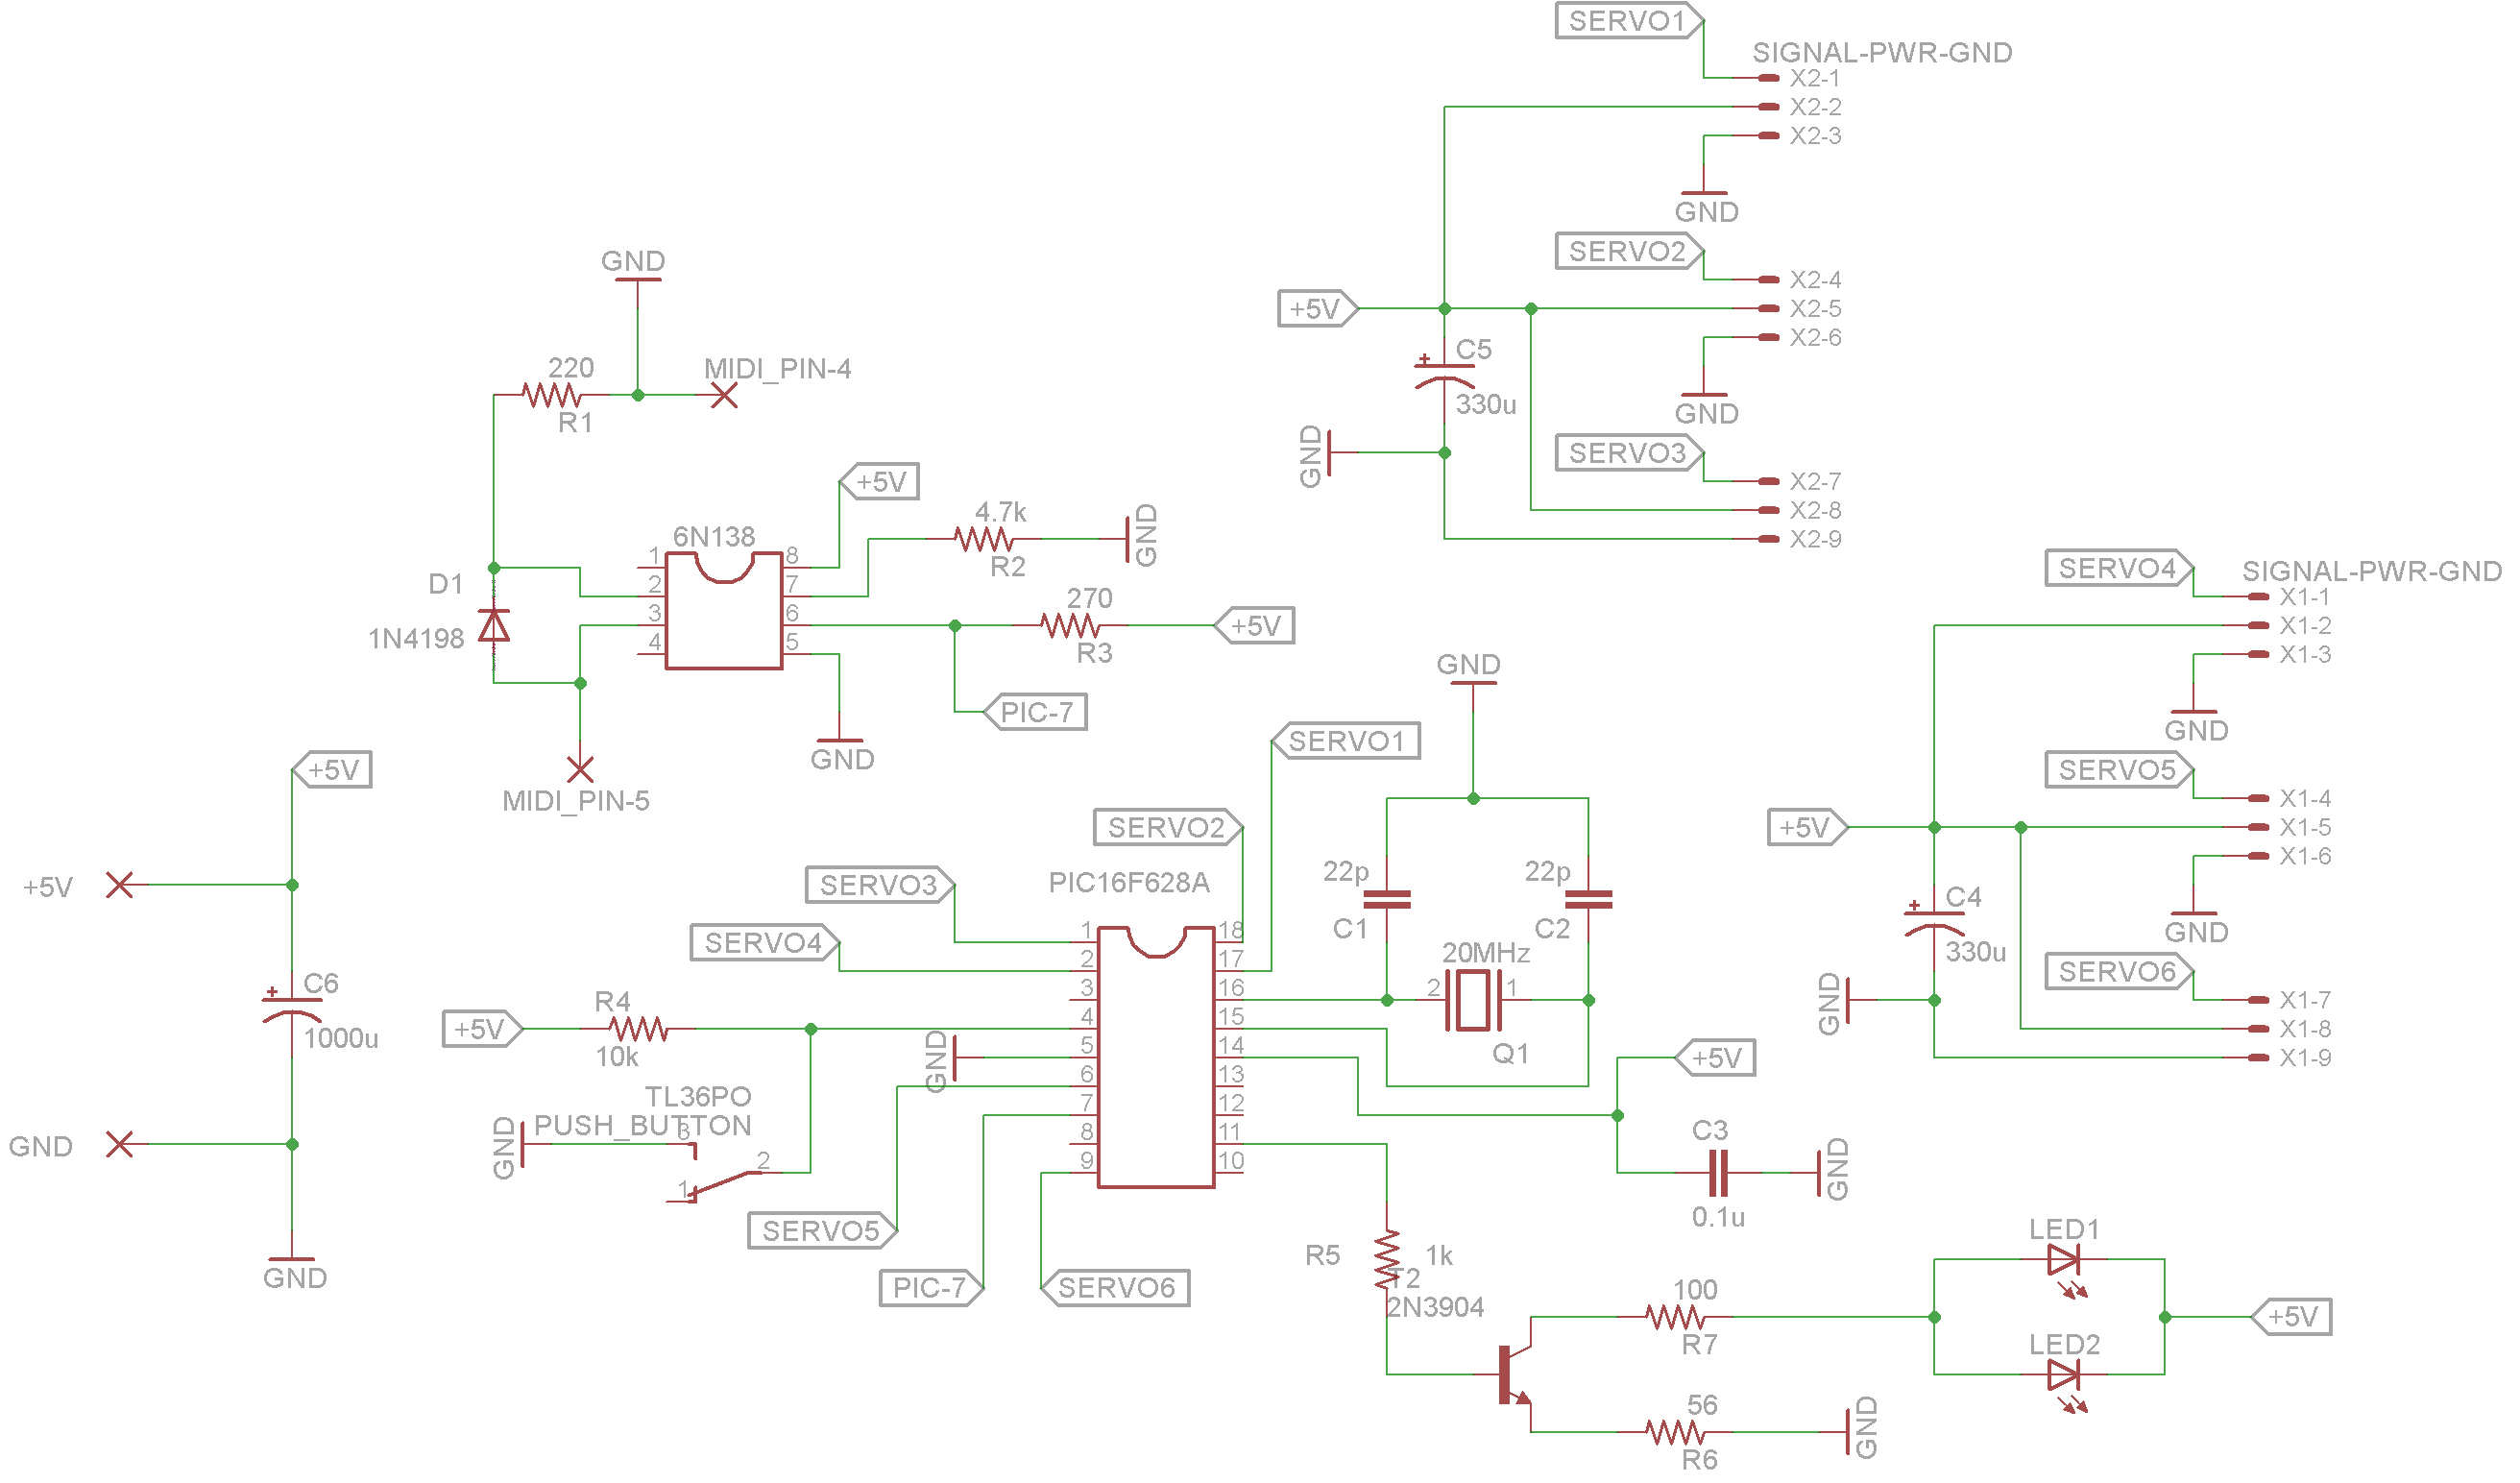 SERVO1
SIGNAL-PWR-GND
X2-1
X2-2
X2-3
GND
SERVO2
X2-4
+5V
X2-5
X2-6
C5
330u
GND
GND
SERVO3
X2-7
X2-8
X2-9
GND
220
R1
MIDI_PIN-4
+5V
6N138
1
2
3
4
8
7
6
5
4.7k
R2
GND
270
R3
+5V
D1
1N4198
PIC-7
GND
MIDI_PIN-5
SERVO4
SIGNAL-PWR-GND
X1-1
X1-2
X1-3
GND
SERVO5
X1-4
+5V
X1-5
X1-6
C4
330u
GND
GND
SERVO6
X1-7
X1-8
X1-9
+5V
+5V
C6
1000u
GND
GND
SERVO1
SERVO2
SERVO3
SERVO4
PIC16F628A
1
2
3
4
5
6
7
8
9
18
17
16
15
14
13
12
11
10
GND
22p
C1
22p
C2
20MHz
2
1
Q1
+5V
R4
10k
GND
TL36PO
PUSH_BUTTON
GND
3
2
1
SERVO5
PIC-7
SERVO6
+5V
C3
0.1u
GND
R5
1k
T2
2N3904
100
R7
56
R6
GND
LED1
LED2
+5V